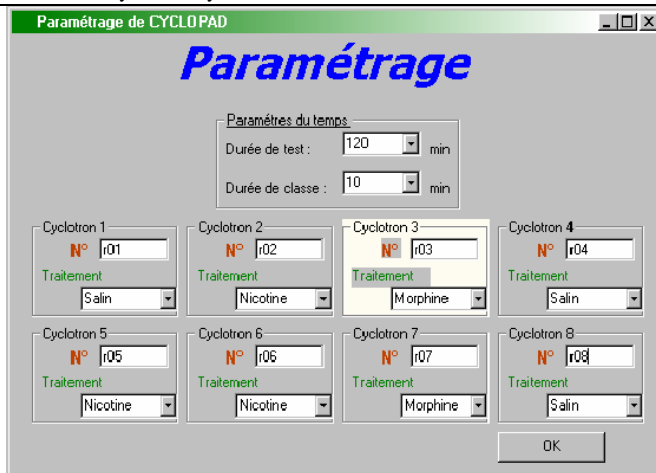 Paramétrage de CYCLOPAD
Paramétrage
Paramétres du temps
Durée de test : 120 min
Durée de classe : 10 min
Cyclotron 1 Cyclotron 2 Cyclotron 3 Cyclotron 4
N° r01 N° r02 N° r03 N° r04
Traitement Traitement Traitement Traitement
Salin Nicotine Morphine Salin
Cyclotron 5 Cyclotron 6 Cyclotron 7 Cyclotron 8
N° r05 N° r06 N° r07 N° r08
Traitement Traitement Traitement Traitement
Nicotine Nicotine Morphine Salin
OK